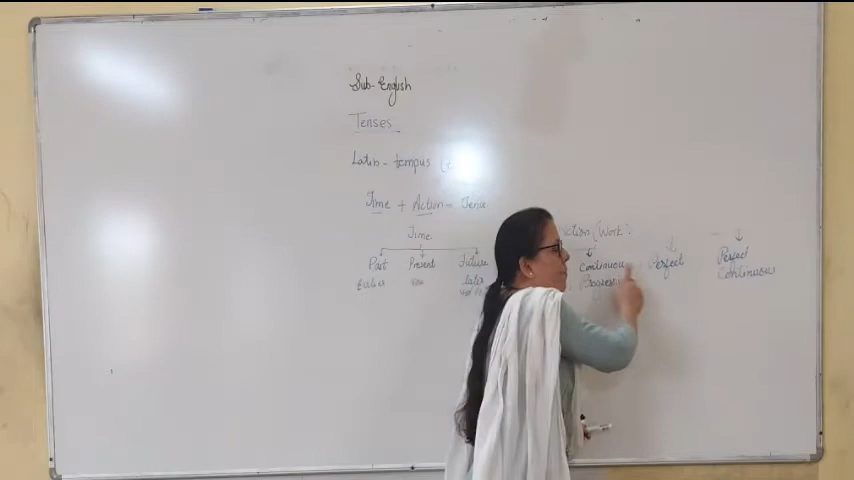 Sub- English
Tenses
Latin - tempus
Time + Action = Tense
Time
Past Present Future
Earlier Later
Action (Work)
Continuous Perfect Perfect Continuous